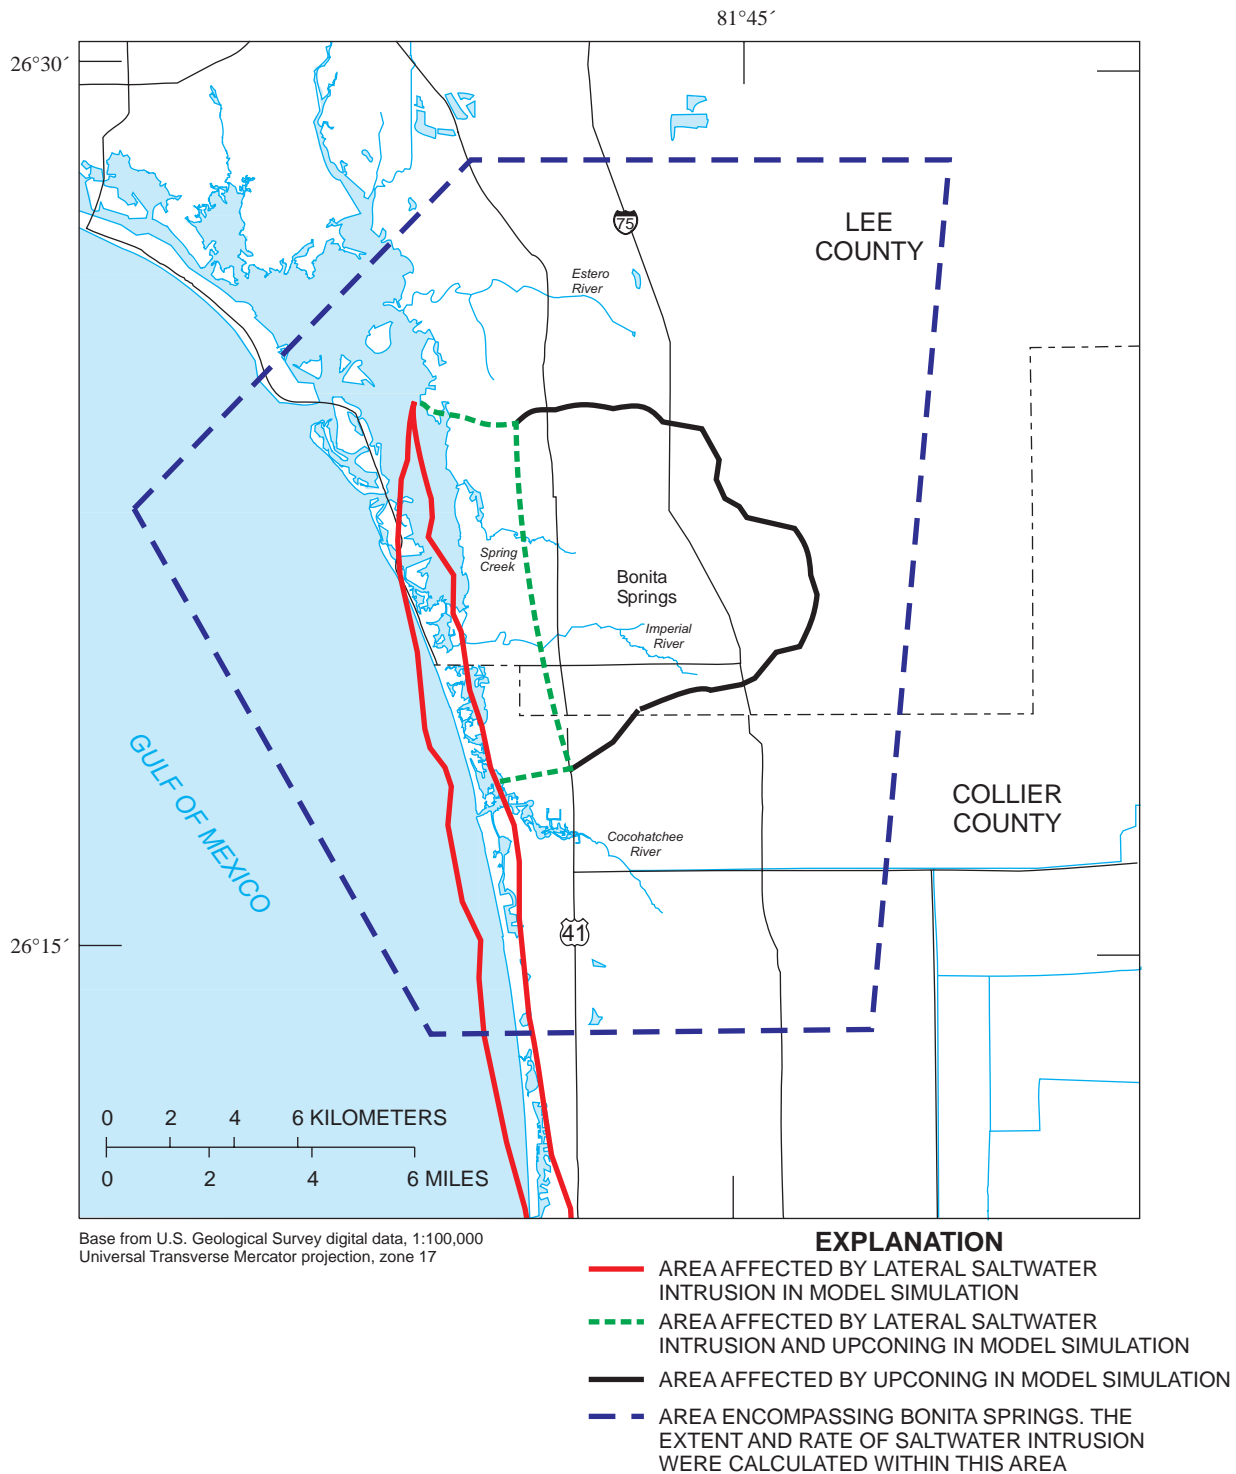 81°45´
26°30´
75
LEE
COUNTY
Estero
River
Spring
Creek
Bonita
Springs
Imperial
River
GULF OF MEXICO
COLLIER
COUNTY
Cocohatchee
River
41
26°15´
0 2 4 6 KILOMETERS
0 2 4 6 MILES
Base from U.S. Geological Survey digital data, 1:100,000
Universal Transverse Mercator projection, zone 17
EXPLANATION
AREA AFFECTED BY LATERAL SALTWATER
INTRUSION IN MODEL SIMULATION
AREA AFFECTED BY LATERAL SALTWATER
INTRUSION AND UPCONING IN MODEL SIMULATION
AREA AFFECTED BY UPCONING IN MODEL SIMULATION
AREA ENCOMPASSING BONITA SPRINGS. THE
EXTENT AND RATE OF SALTWATER INTRUSION
WERE CALCULATED WITHIN THIS AREA